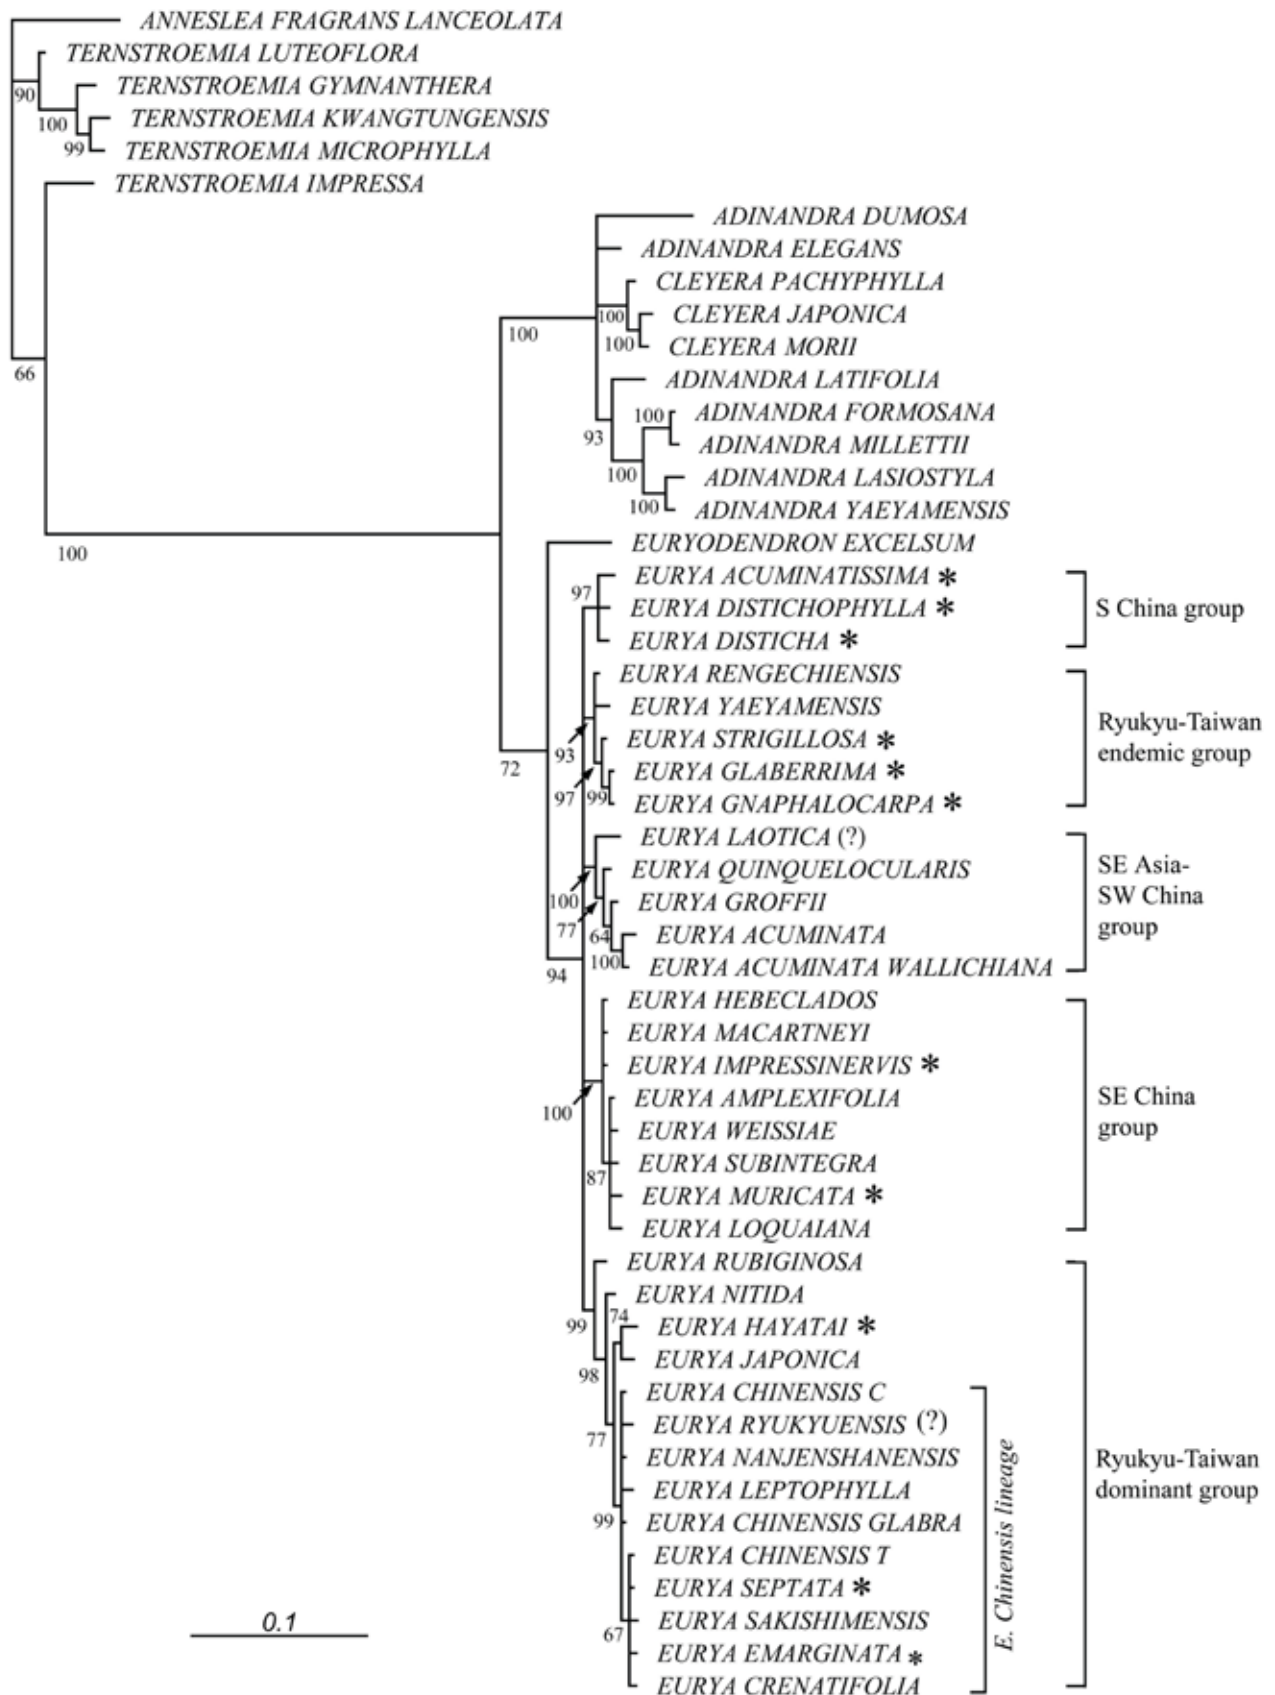 ANNESLEA FRAGRANS LANCEOLATA
TERNSTROEMIA LUTEOFLORA
TERNSTROEMIA GYMNANTHERA
90
TERNSTROEMIA KWANGTUNGENSIS
100
TERNSTROEMIA MICROPHYLLA
99
TERNSTROEMIA IMPRESSA
ADINANDRA DUMOSA
ADINANDRA ELEGANS
CLEYERA PACHYPHYLLA
100
CLEYERA JAPONICA
100
100
CLEYERA MORII
66
ADINANDRA LATIFOLIA
100
ADINANDRA FORMOSANA
93
ADINANDRA MILLETTII
100
ADINANDRA LASIOSTYLA
100
ADINANDRA YAEYAMENSIS
100
EURYODENDRON EXCELSUM
EURYA ACUMINATISSIMA *
97
EURYA DISTICHOPHYLLA *
S China group
EURYA DISTICHA *
EURYA RENGECHIENSIS
EURYA YAEYAMENSIS
Ryukyu-Taiwan
endemic group
EURYA STRIGILLOSA *
93
72
EURYA GLABERRIMA *
97
99
EURYA GNAPHALOCARPA *
EURYA LAOTICA (?)
EURYA QUINQUELOCULARIS
SE Asia-
SW China
group
100
EURYA GROFFII
77
64
EURYA ACUMINATA
100
EURYA ACUMINATA WALLICHIANA
94
EURYA HEBECLADOS
EURYA MACARTNEYI
EURYA IMPRESSINERVIS *
EURYA AMPLEXIFOLIA
SE China
group
100
EURYA WEISSIAE
EURYA SUBINTEGRA
87
EURYA MURICATA *
EURYA LOQUAIANA
EURYA RUBIGINOSA
EURYA NITIDA
74
99
EURYA HAYATAI *
EURYA JAPONICA
98
EURYA CHINENSIS C
EURYA RYUKYUENSIS (?)
77
EURYA NANJENSHANENSIS
Ryukyu-Taiwan
dominant group
EURYA LEPTOPHYLLA
99
EURYA CHINENSIS GLABRA
E. Chinensis lineage
EURYA CHINENSIS T
EURYA SEPTATA *
EURYA SAKISHIMENSIS
67
EURYA EMARGINATA *
EURYA CRENATIFOLIA
0.1